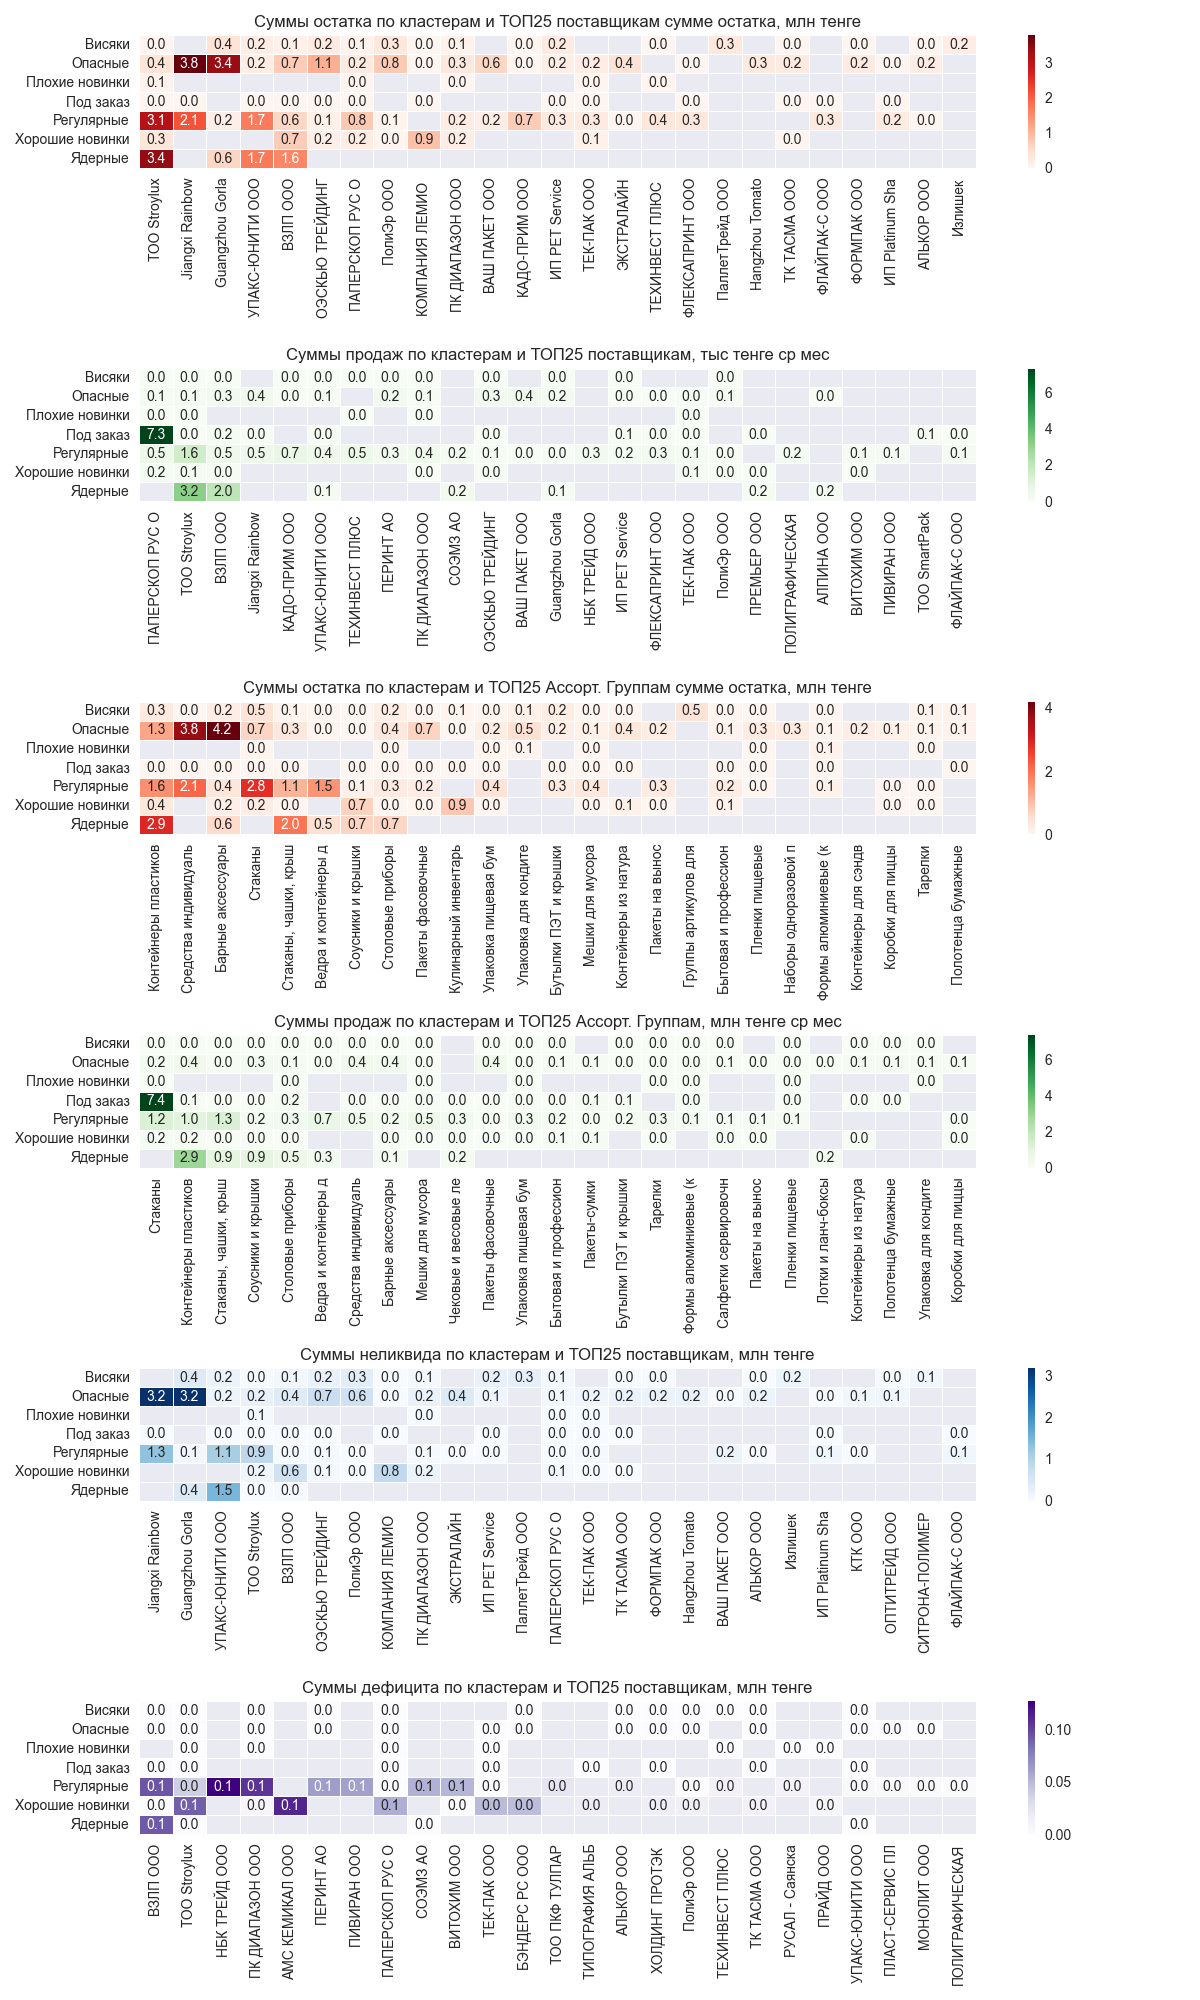 Суммы остатка по кластерам и ТОП25 поставщикам сумме остатка, млн тенге
Висяки 0.0 0.4 0.2 0.1 0.2 0.1 0.3 0.0 0.1 0.0 0.2 0.0 0.3 0.0 0.0 0.0 0.2
Опасные 0.4 3.8 3.4 0.2 0.7 1.1 0.2 0.8 0.0 0.3 0.6 0.0 0.2 0.2 0.4 0.0 0.3 0.2 0.2 0.0 0.2
Плохие новинки 0.1 0.0 0.0 0.0 0.0
Под заказ 0.0 0.0 0.0 0.0 0.0 0.0 0.0 0.0 0.0 0.0 0.0 0.0 0.0
Регулярные 3.1 2.1 0.2 1.7 0.6 0.1 0.8 0.1 0.2 0.2 0.7 0.3 0.3 0.0 0.4 0.3 0.3 0.2 0.0
Хорошие новинки 0.3 0.7 0.2 0.2 0.0 0.9 0.2 0.1 0.0
Ядерные 3.4 0.6 1.7 1.6
3
2
1
0
ТОО Stroylux
Jiangxi Rainbow
Guangzhou Gorla
УПАКС-ЮНИТИ ООО
ВЗЛП ООО
ОЭСКЬЮ ТРЕЙДИНГ
ПАПЕРСКОП РУС О
ПолиЭр ООО
КОМПАНИЯ ЛЕМИО
ПК ДИАПАЗОН ООО
ВАШ ПАКЕТ ООО
КАДО-ПРИМ ООО
ИП PET Service
ТЕК-ПАК ООО
ЭКСТРАЛАЙН
ТЕХИНВЕСТ ПЛЮС
ФЛЕКСАПРИНТ ООО
ПаллетТрейд ООО
Hangzhou Tomato
ТК ТАСМА ООО
ФЛАЙПАК-С ООО
ФОРМПАК ООО
ИП Platinum Sha
АЛЬКОР ООО
Излишек
Суммы продаж по кластерам и ТОП25 поставщикам, тыс тенге ср мес
Висяки 0.0 0.0 0.0 0.0 0.0 0.0 0.0 0.0 0.0 0.0 0.0 0.0
Опасные 0.1 0.1 0.3 0.4 0.0 0.1 0.2 0.1 0.3 0.4 0.2 0.0 0.0 0.0 0.1 0.0
Плохие новинки 0.0 0.0 0.0 0.0 0.0
Под заказ 7.3 0.0 0.2 0.0 0.0 0.0 0.1 0.0 0.0 0.0 0.1 0.0
Регулярные 0.5 1.6 0.5 0.5 0.7 0.4 0.5 0.3 0.4 0.2 0.1 0.0 0.0 0.3 0.2 0.3 0.1 0.0 0.2 0.1 0.1 0.1
Хорошие новинки 0.2 0.1 0.0 0.0 0.0 0.1 0.0 0.0 0.0
Ядерные 3.2 2.0 0.1 0.2 0.1 0.2 0.2
6
4
2
0
ПАПЕРСКОП РУС О
ТОО Stroylux
ВЗЛП ООО
Jiangxi Rainbow
КАДО-ПРИМ ООО
УПАКС-ЮНИТИ ООО
ТЕХИНВЕСТ ПЛЮС
ПЕРИНТ АО
ПК ДИАПАЗОН ООО
СОЭМЗ АО
ОЭСКЬЮ ТРЕЙДИНГ
ВАШ ПАКЕТ ООО
Guangzhou Gorla
НБК ТРЕЙД ООО
ИП PET Service
ФЛЕКСАПРИНТ ООО
ТЕК-ПАК ООО
ПолиЭр ООО
ПРЕМЬЕР ООО
ПОЛИГРАФИЧЕСКАЯ
АЛПИНА ООО
ВИТОХИМ ООО
ПИВИРАН ООО
ТОО SmartPack
ФЛАЙПАК-С ООО
Суммы остатка по кластерам и ТОП25 Ассорт. Группам сумме остатка, млн тенге
Висяки 0.3 0.0 0.2 0.5 0.1 0.0 0.0 0.2 0.0 0.1 0.0 0.1 0.2 0.0 0.0 0.5 0.0 0.0 0.0 0.1 0.1
Опасные 1.3 3.8 4.2 0.7 0.3 0.0 0.0 0.4 0.7 0.0 0.2 0.5 0.2 0.1 0.4 0.2 0.1 0.3 0.3 0.1 0.2 0.1 0.1 0.1
Плохие новинки 0.0 0.0 0.0 0.1 0.0 0.0 0.1 0.0
Под заказ 0.0 0.0 0.0 0.0 0.0 0.0 0.0 0.0 0.0 0.0 0.0 0.0 0.0 0.0 0.0 0.0 0.0
Регулярные 1.6 2.1 0.4 2.8 1.1 1.5 0.1 0.3 0.2 0.4 0.3 0.4 0.3 0.2 0.0 0.1 0.0 0.0
Хорошие новинки 0.4 0.2 0.2 0.0 0.7 0.0 0.0 0.9 0.0 0.0 0.1 0.0 0.1 0.0 0.0
Ядерные 2.9 0.6 2.0 0.5 0.7 0.7
4
2
0
Контейнеры пластиков
Средства индивидуаль
Барные аксессуары
Стаканы
Стаканы, чашки, крыш
Ведра и контейнеры д
Соусники и крышки
Столовые приборы
Пакеты фасовочные
Кулинарный инвентарь
Упаковка пищевая бум
Упаковка для кондите
Бутылки ПЭТ и крышки
Мешки для мусора
Контейнеры из натура
Пакеты на вынос
Группы артикулов для
Бытовая и профессион
Пленки пищевые
Наборы одноразовой п
Формы алюминиевые (к
Контейнеры для сэндв
Коробки для пиццы
Тарелки
Полотенца бумажные
Суммы продаж по кластерам и ТОП25 Ассорт. Группам, млн тенге ср мес
Висяки 0.0 0.0 0.0 0.0 0.0 0.0 0.0 0.0 0.0 0.0 0.0 0.0 0.0 0.0 0.0 0.0 0.0 0.0 0.0
Опасные 0.2 0.4 0.0 0.3 0.1 0.0 0.4 0.4 0.0 0.4 0.0 0.1 0.1 0.0 0.0 0.0 0.1 0.0 0.0 0.0 0.1 0.1 0.1 0.1
Плохие новинки 0.0 0.0 0.0 0.0 0.0 0.0 0.0 0.0
Под заказ 7.4 0.1 0.0 0.0 0.2 0.0 0.0 0.0 0.0 0.0 0.0 0.0 0.1 0.1 0.0 0.0 0.0 0.0
Регулярные 1.2 1.0 1.3 0.2 0.3 0.7 0.5 0.2 0.5 0.3 0.0 0.3 0.2 0.0 0.2 0.3 0.1 0.1 0.1 0.1 0.0
Хорошие новинки 0.2 0.2 0.0 0.0 0.0 0.0 0.0 0.0 0.0 0.0 0.1 0.1 0.0 0.0 0.0 0.0 0.0
Ядерные 2.9 0.9 0.9 0.5 0.3 0.1 0.2 0.2
6
4
2
0
Стаканы
Контейнеры пластиков
Стаканы, чашки, крыш
Соусники и крышки
Столовые приборы
Ведра и контейнеры д
Средства индивидуаль
Барные аксессуары
Мешки для мусора
Чековые и весовые ле
Пакеты фасовочные
Упаковка пищевая бум
Бытовая и профессион
Пакеты-сумки
Бутылки ПЭТ и крышки
Тарелки
Формы алюминиевые (к
Салфетки сервировочн
Пакеты на вынос
Пленки пищевые
Лотки и ланч-боксы
Контейнеры из натура
Полотенца бумажные
Упаковка для кондите
Коробки для пиццы
Суммы неликвида по кластерам и ТОП25 поставщикам, млн тенге
Висяки 0.4 0.2 0.0 0.1 0.2 0.3 0.0 0.1 0.2 0.3 0.1 0.0 0.0 0.0 0.2 0.0 0.1
Опасные 3.2 3.2 0.2 0.2 0.4 0.7 0.6 0.0 0.2 0.4 0.1 0.1 0.2 0.2 0.2 0.2 0.0 0.2 0.0 0.1 0.1
Плохие новинки 0.1 0.0 0.0 0.0
Под заказ 0.0 0.0 0.0 0.0 0.0 0.0 0.0 0.0 0.0 0.0 0.0 0.0
Регулярные 1.3 0.1 1.1 0.9 0.0 0.1 0.0 0.1 0.0 0.0 0.0 0.0 0.2 0.0 0.1 0.0 0.1
Хорошие новинки 0.2 0.6 0.1 0.0 0.8 0.2 0.1 0.0 0.0
Ядерные 0.4 1.5 0.0 0.0
3
2
1
0
Jiangxi Rainbow
Guangzhou Gorla
УПАКС-ЮНИТИ ООО
ТОО Stroylux
ВЗЛП ООО
ОЭСКЬЮ ТРЕЙДИНГ
ПолиЭр ООО
КОМПАНИЯ ЛЕМИО
ПК ДИАПАЗОН ООО
ЭКСТРАЛАЙН
ИП PET Service
ПаллетТрейд ООО
ПАПЕРСКОП РУС О
ТЕК-ПАК ООО
ТК ТАСМА ООО
ФОРМПАК ООО
Hangzhou Tomato
ВАШ ПАКЕТ ООО
АЛЬКОР ООО
Излишек
ИП Platinum Sha
КТК ООО
ОПТИТРЕЙД ООО
СИТРОНА-ПОЛИМЕР
ФЛАЙПАК-С ООО
Суммы дефицита по кластерам и ТОП25 поставщикам, млн тенге
Висяки 0.0 0.0 0.0 0.0 0.0 0.0 0.0 0.0 0.0 0.0 0.0 0.0 0.0
Опасные 0.0 0.0 0.0 0.0 0.0 0.0 0.0 0.0 0.0 0.0 0.0 0.0 0.0 0.0
Плохие новинки 0.0 0.0 0.0 0.0 0.0 0.0 0.0
Под заказ 0.0 0.0 0.0 0.0 0.0 0.0 0.0 0.0
Регулярные 0.1 0.0 0.1 0.1 0.1 0.1 0.0 0.1 0.1 0.0 0.0 0.0 0.0 0.0 0.0 0.0 0.0 0.0 0.0
Хорошие новинки 0.0 0.1 0.0 0.1 0.1 0.0 0.0 0.0 0.0 0.0 0.0 0.0 0.0
Ядерные 0.1 0.0 0.0 0.0
0.10
0.05
0.00
ВЗЛП ООО
ТОО Stroylux
НБК ТРЕЙД ООО
ПК ДИАПАЗОН ООО
АМС КЕМИКАЛ ООО
ПЕРИНТ АО
ПИВИРАН ООО
ПАПЕРСКОП РУС О
СОЭМЗ АО
ВИТОХИМ ООО
ТЕК-ПАК ООО
БЭНДЕРС РС ООО
ТОО ПКФ ТУЛПАР
ТИПОГРАФИЯ АЛЬБ
АЛЬКОР ООО
ХОЛДИНГ ПРОТЭК
ПолиЭр ООО
ТЕХИНВЕСТ ПЛЮС
ТК ТАСМА ООО
РУСАЛ - Саянска
ПРАЙД ООО
УПАКС-ЮНИТИ ООО
ПЛАСТ-СЕРВИС ПЛ
МОНОЛИТ ООО
ПОЛИГРАФИЧЕСКАЯ